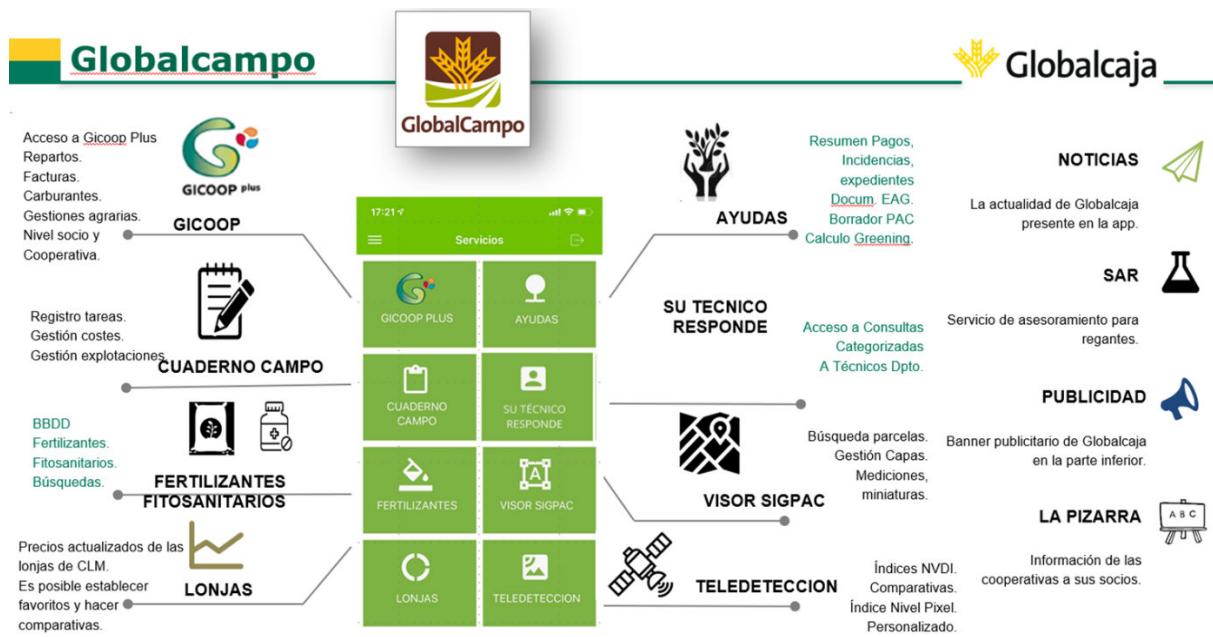 Globalcampo
GlobalCampo
Globalcaja
Acceso a Gicoop Plus
Repartos.
Facturas.
Carburantes.
Gestiones agrarias.
Nivel socio y
Cooperativa.
GICOOP plus
GICOOP
Registro tareas.
Gestión costes.
Gestión explotaciones
CUADERNO CAMPO
BBDD
Fertilizantes.
Fitosanitarios.
Búsquedas.
FERTILIZANTES
FITOSANITARIOS
Precios actualizados de las
lonjas de CLM.
Es posible establecer
favoritos y hacer
comparativas.
LONJAS
17:21
Servicios
GICOOP PLUS
AYUDAS
CUADERNO
CAMPO
SU TÉCNICO
RESPONDE
FERTILIZANTES
A
VISOR SIGPAC
LONJAS
TELEDETECCION
AYUDAS
Resumen Pagos,
Incidencias,
expedientes
Docum. EAG.
Borrador PAC
Calculo Greening.
SU TECNICO
RESPONDE
Acceso a Consultas
Categorizadas
A Técnicos Dpto.
VISOR SIGPAC
Búsqueda parcelas.
Gestión Capas.
Mediciones,
miniaturas.
TELEDETECCION
Índices NVDI.
Comparativas.
Índice Nivel Pixel.
Personalizado.
NOTICIAS
La actualidad de Globalcaja
presente en la app.
SAR
Servicio de asesoramiento para
regantes.
PUBLICIDAD
Banner publicitario de Globalcaja
en la parte inferior.
LA PIZARRA
A B C
Información de las
cooperativas a sus socios.